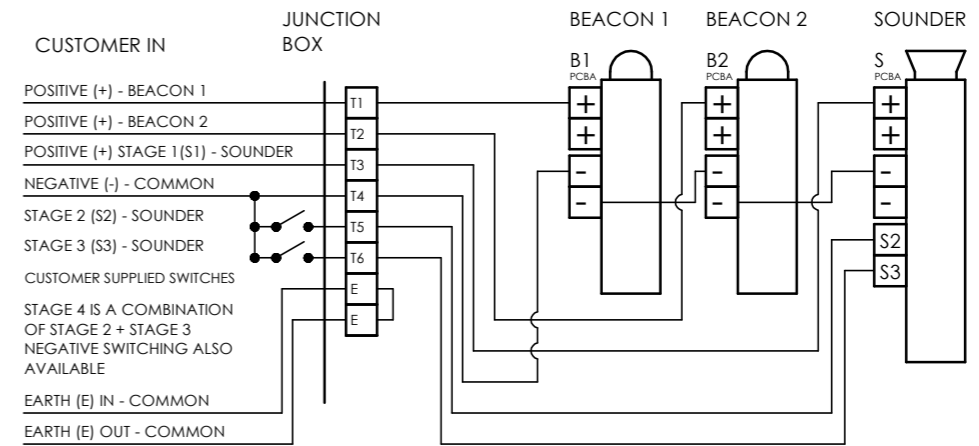 CUSTOMER IN
JUNCTION
BOX
BEACON 1
BEACON 2
SOUNDER
B1
PCBA
B2
PCBA
S
PCBA
POSITIVE (+) - BEACON 1
POSITIVE (+) - BEACON 2
POSITIVE (+) STAGE 1(S1) - SOUNDER
NEGATIVE (-) - COMMON
STAGE 2 (S2) - SOUNDER
STAGE 3 (S3) - SOUNDER
CUSTOMER SUPPLIED SWITCHES
STAGE 4 IS A COMBINATION
OF STAGE 2 + STAGE 3
NEGATIVE SWITCHING ALSO
AVAILABLE
EARTH (E) IN - COMMON
EARTH (E) OUT - COMMON
T1
T2
T3
T4
T5
T6
E
E
+
+
-
-
+
+
-
-
+
+
-
-
S2
S3